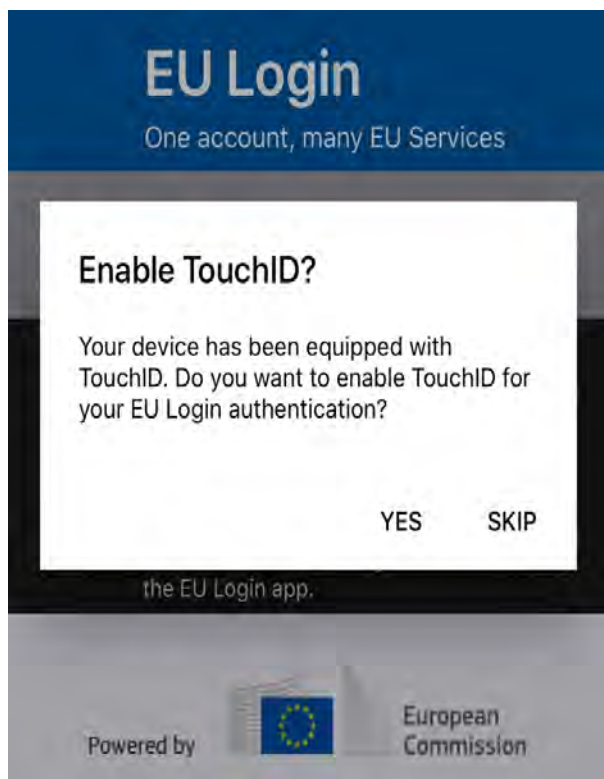 EU Login
One account, many EU Services
Enable TouchID?
Your device has been equipped with
TouchID. Do you want to enable TouchID for
your EU Login authentication?
YES SKIP
the EU Login app.
Powered by
European
Commission